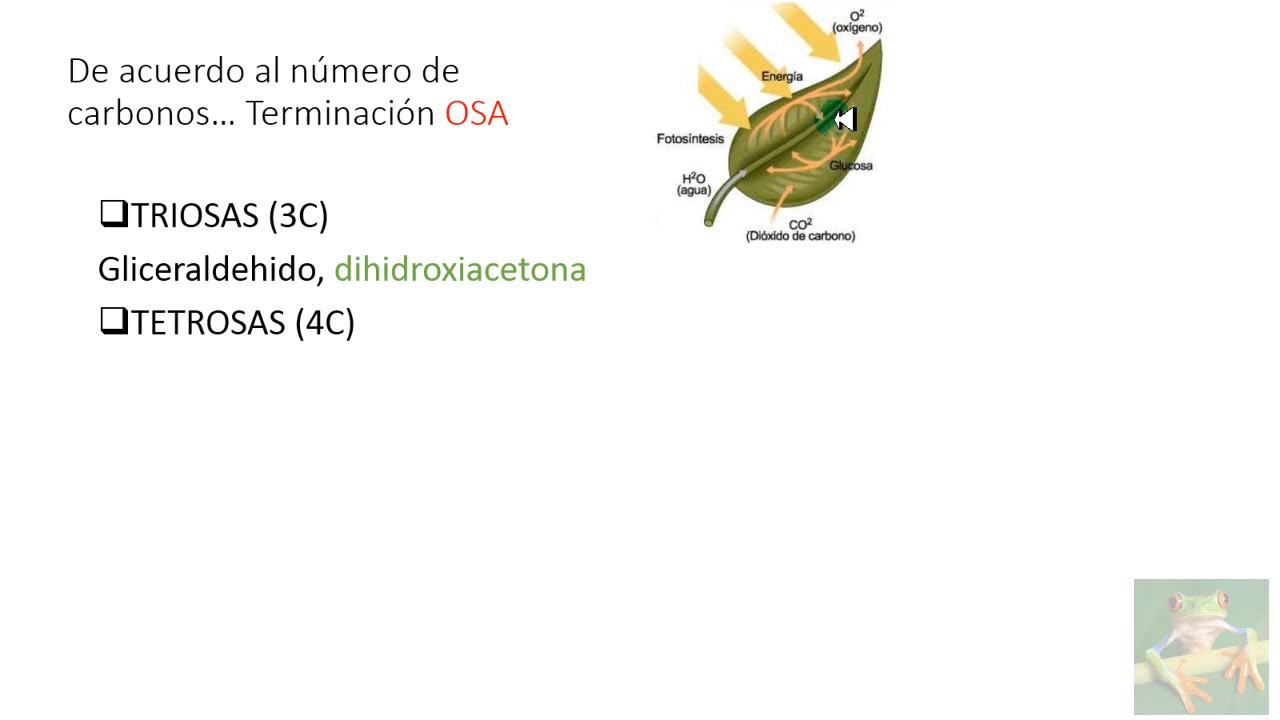 De acuerdo al número de
carbonos... Terminación OSA
❑TRIOSAS (3C)
Gliceraldehido, dihidroxiacetona
❑TETROSAS (4C)
O²
(oxígeno)
Energía
Fotosíntesis
Glucosa
H²O
(agua)
CO²
(Dióxido de carbono)